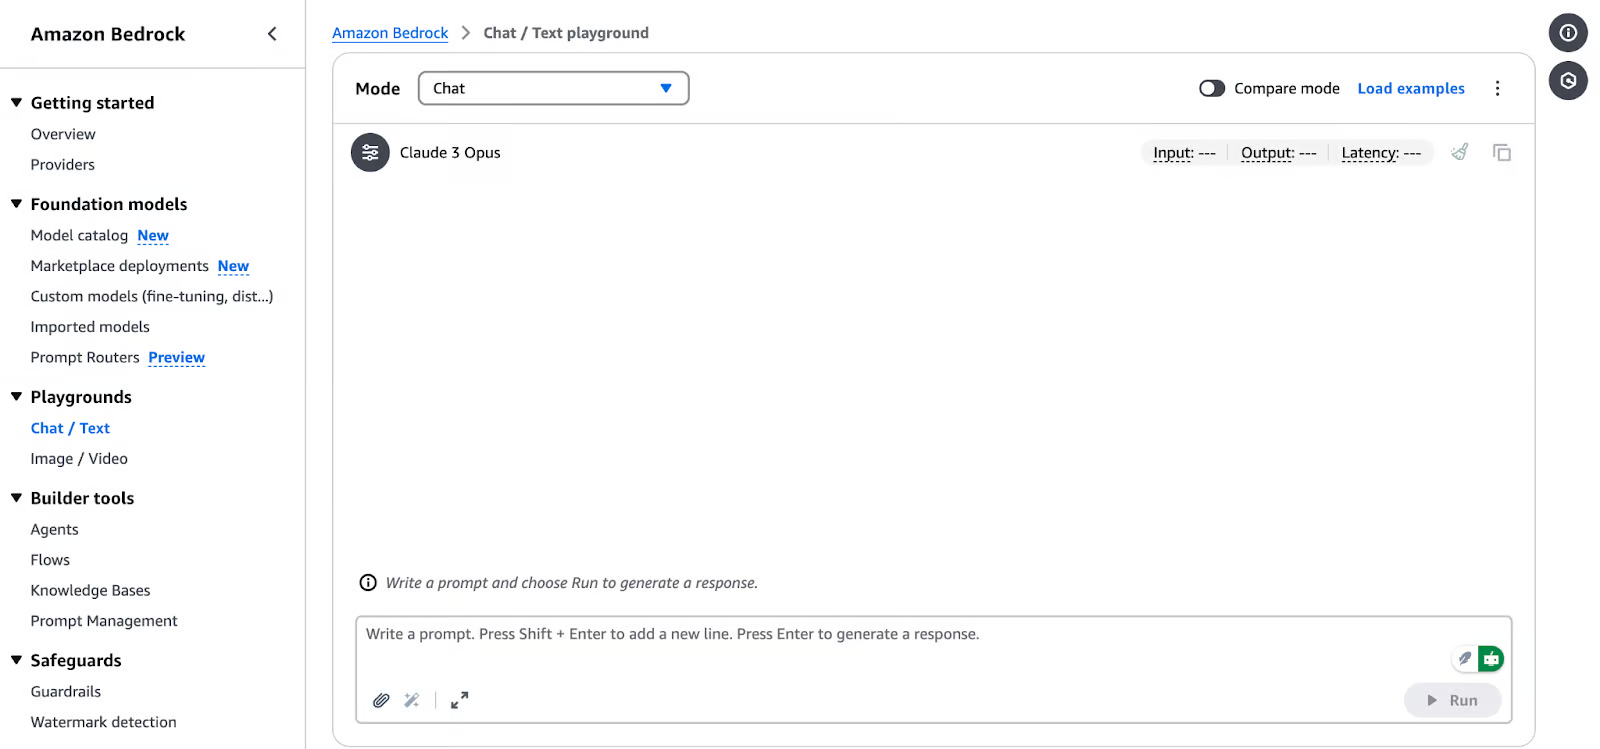 Amazon Bedrock
Getting started
Overview
Providers
Foundation models
Model catalog New
Marketplace deployments New
Custom models (fine-tuning, dist...)
Imported models
Prompt Routers Preview
Playgrounds
Chat / Text
Image / Video
Builder tools
Agents
Flows
Knowledge Bases
Prompt Management
Safeguards
Guardrails
Watermark detection
Amazon Bedrock > Chat / Text playground
Mode Chat Compare mode Load examples
Claude 3 Opus Input: --- Output: --- Latency: ---
Write a prompt and choose Run to generate a response.
Write a prompt. Press Shift + Enter to add a new line. Press Enter to generate a response.
Run